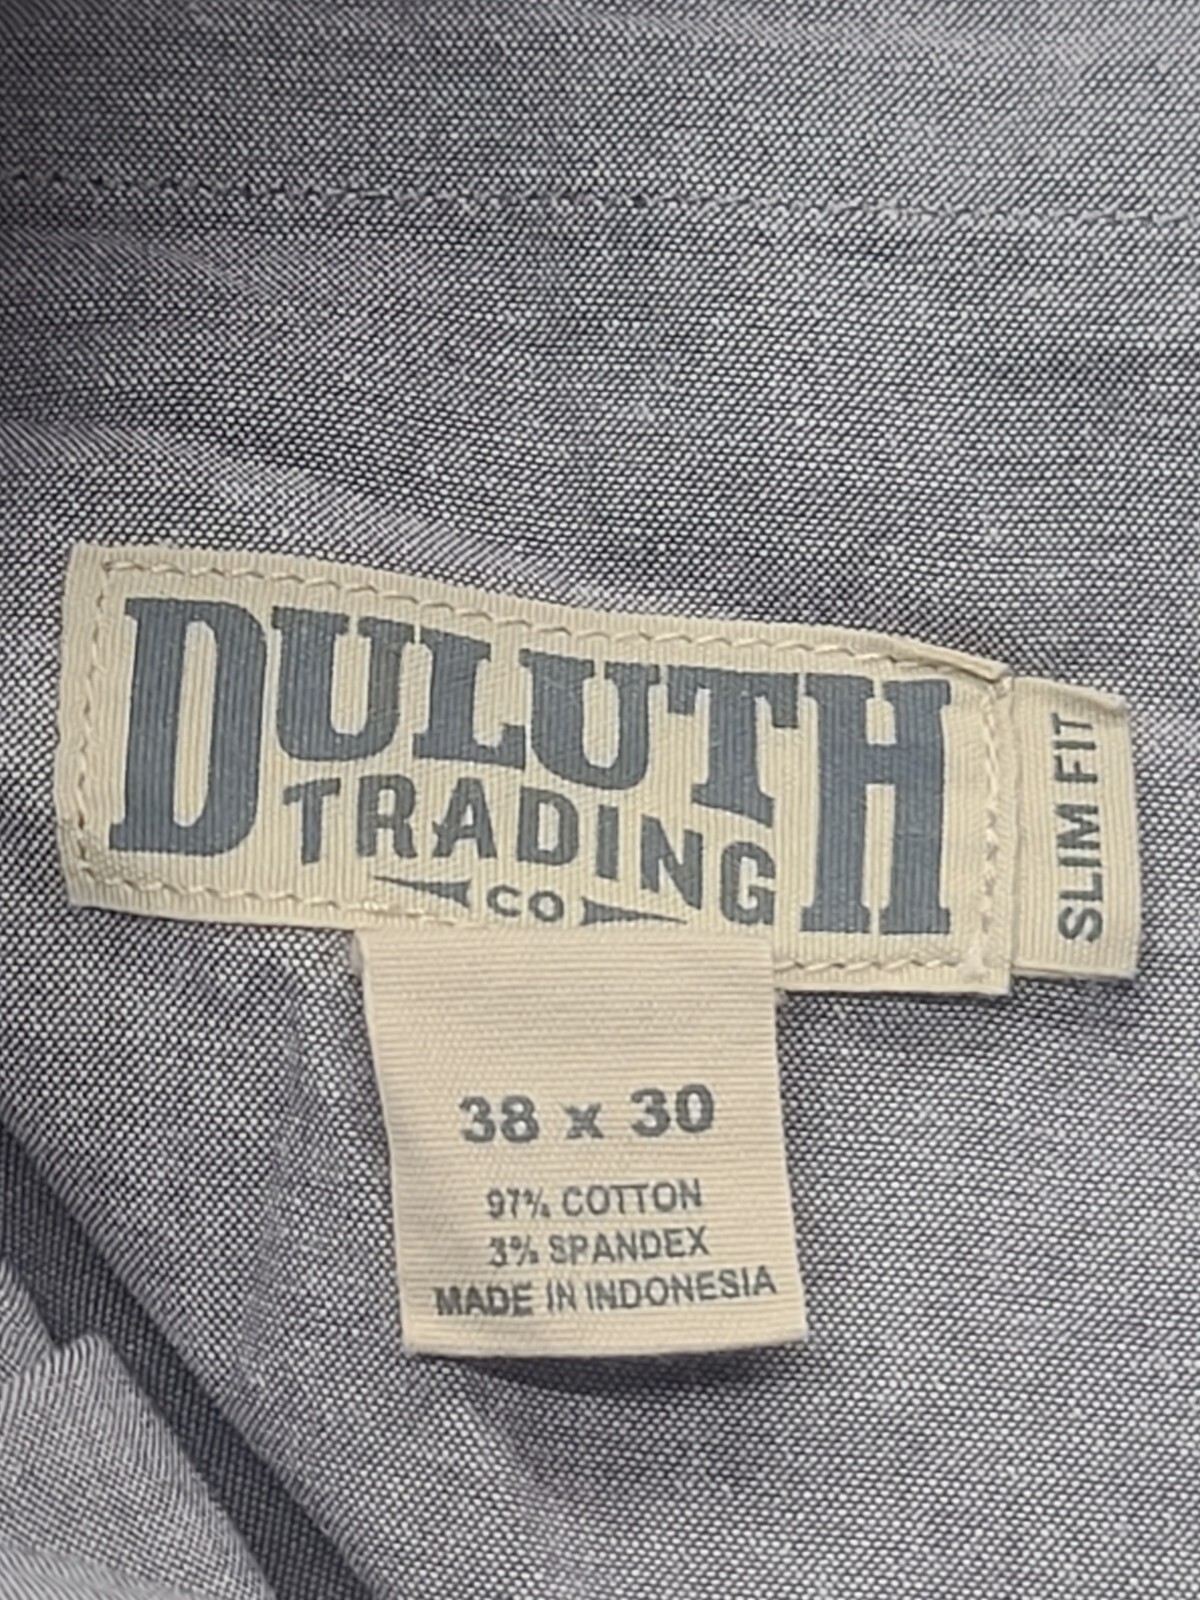 DULUTH
TRADING
CO
SLIM FIT
38 x 30
97% COTTON
3% SPANDEX
MADE IN INDONESIA